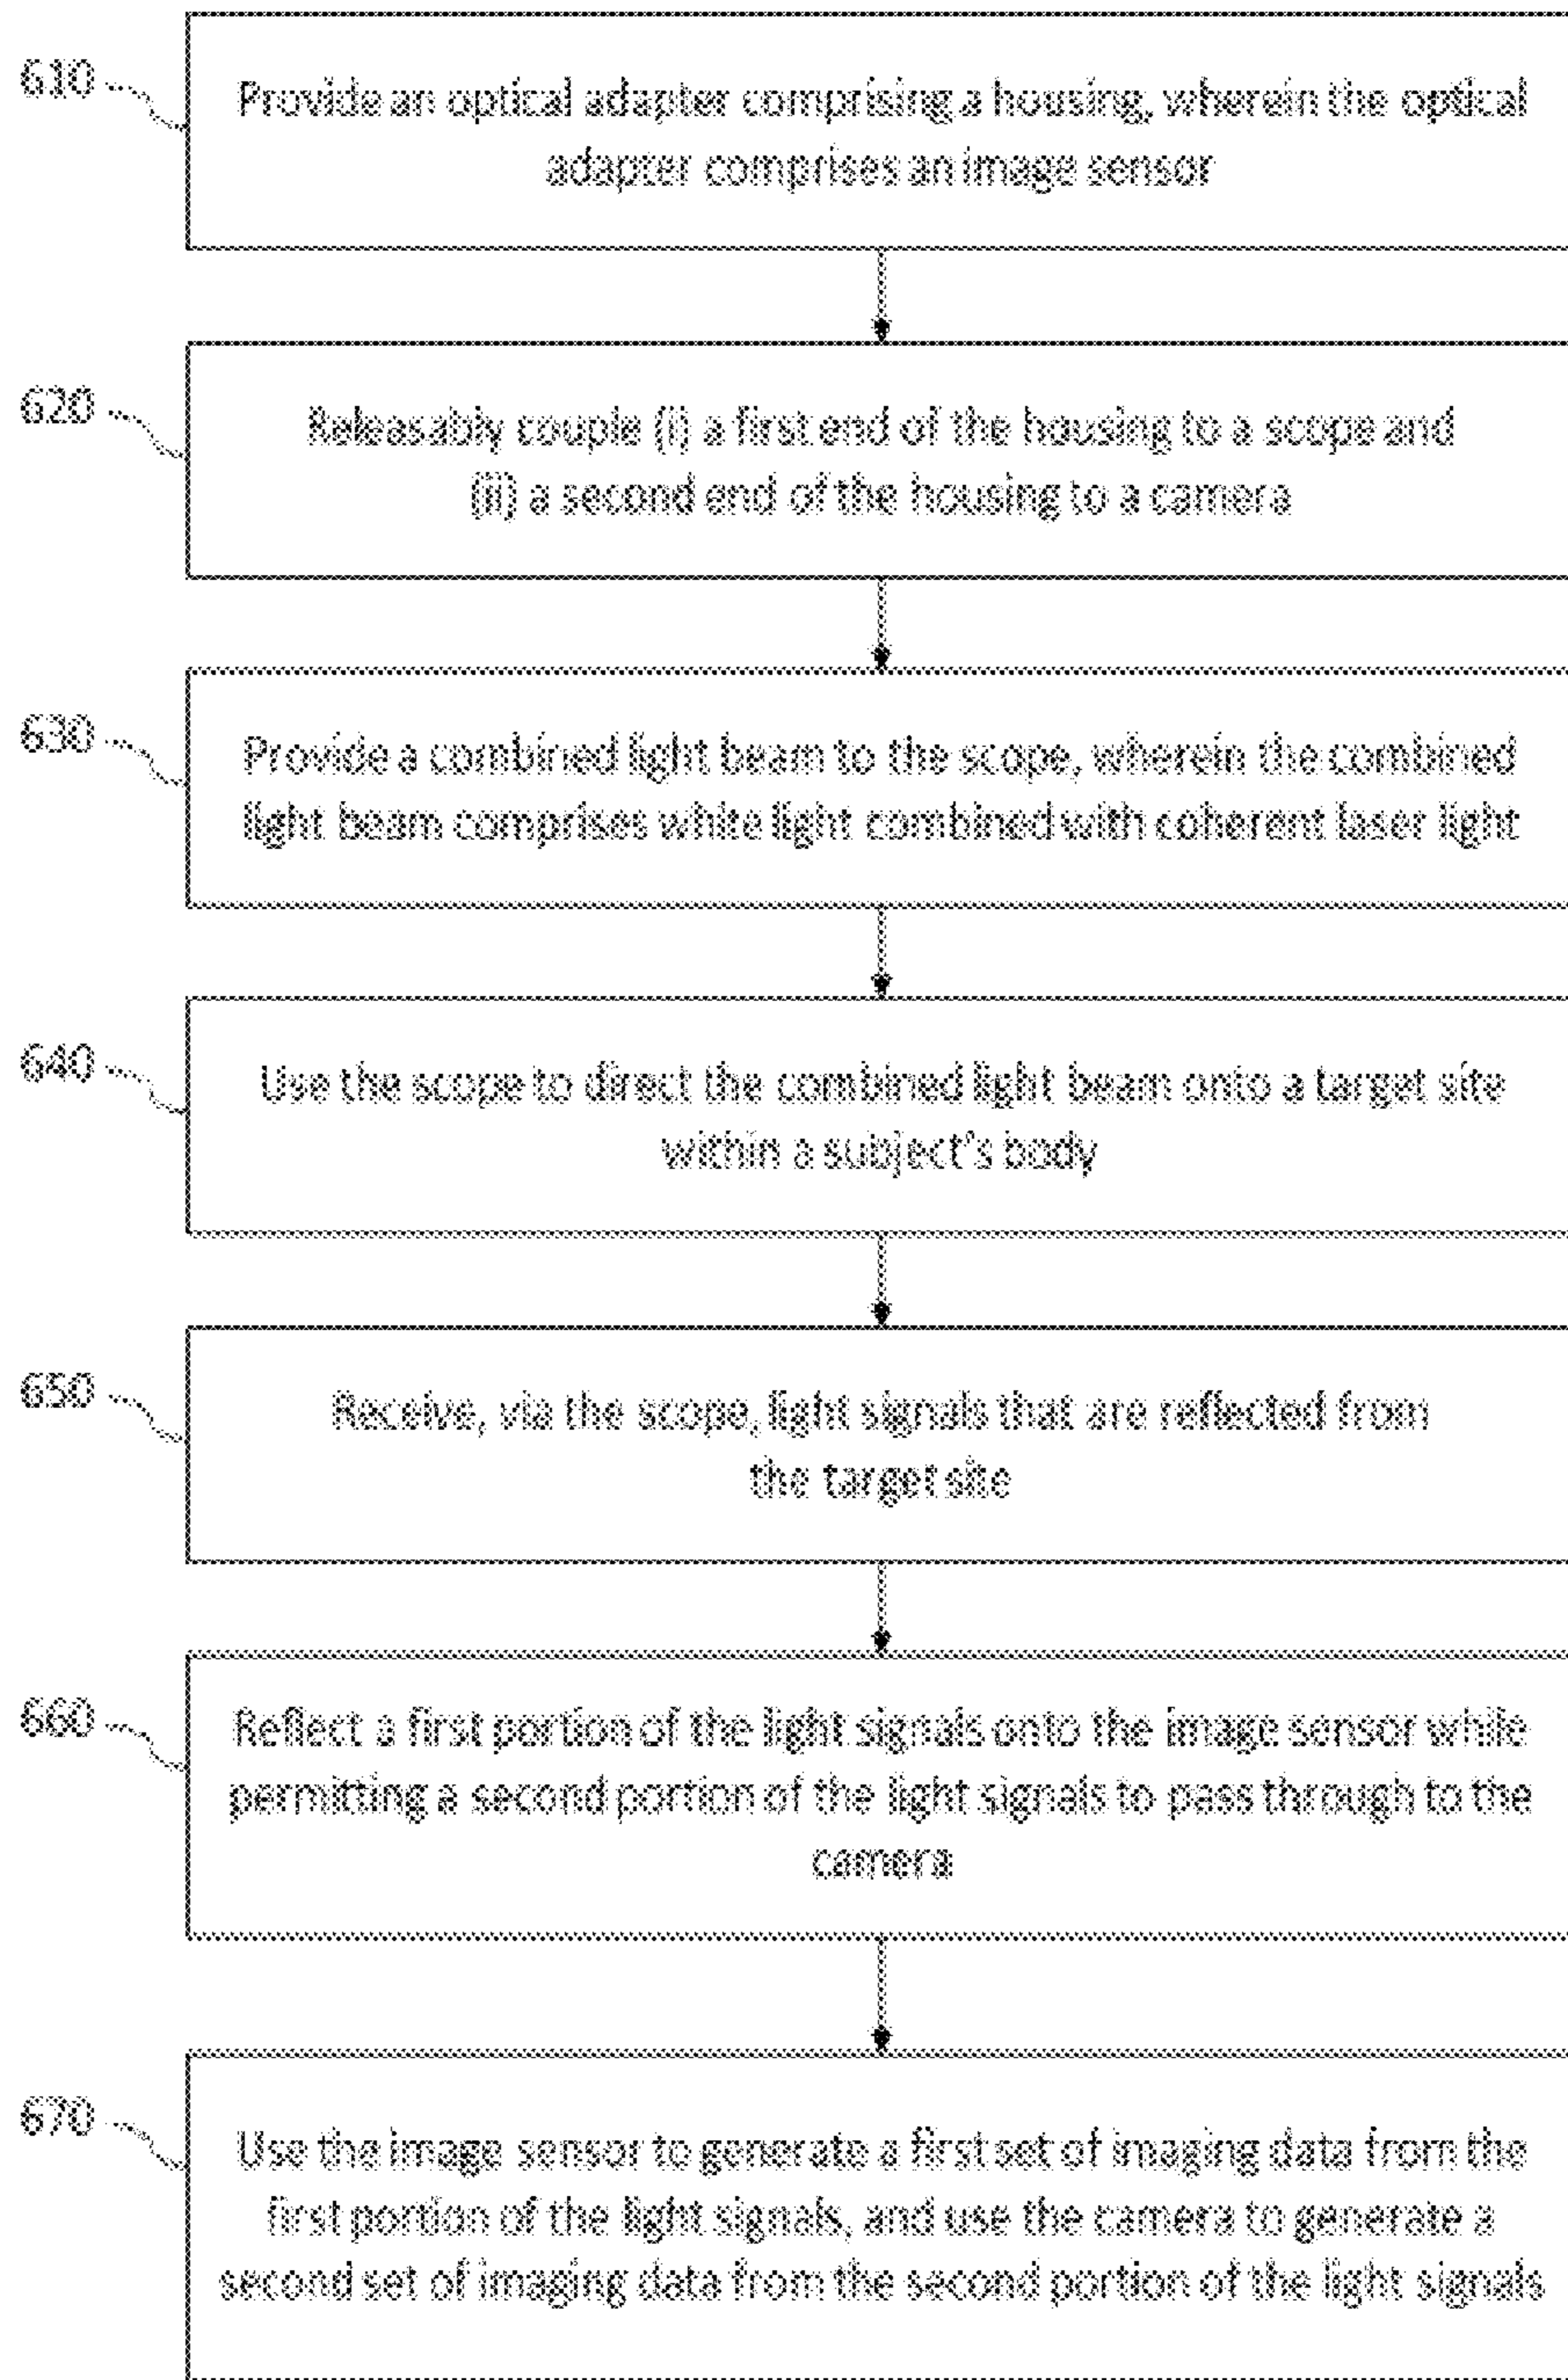 610
Provide an optical adapter comprising a housing, wherein the optical
adapter comprises an image sensor
620
Releasably couple (i) a first end of the housing to a scope and
(ii) a second end of the housing to a camera
630
Provide a combined light beam to the scope, wherein the combined
light beam comprises white light combined with coherent laser light
640
Use the scope to direct the combined light beam onto a target site
within a subject's body
650
Receive, via the scope, light signals that are reflected from
the target site
660
Reflect a first portion of the light signals onto the image sensor while
permitting a second portion of the light signals to pass through to the
camera
670
Use the image sensor to generate a first set of imaging data from the
first portion of the light signals, and use the camera to generate a
second set of imaging data from the second portion of the light signals